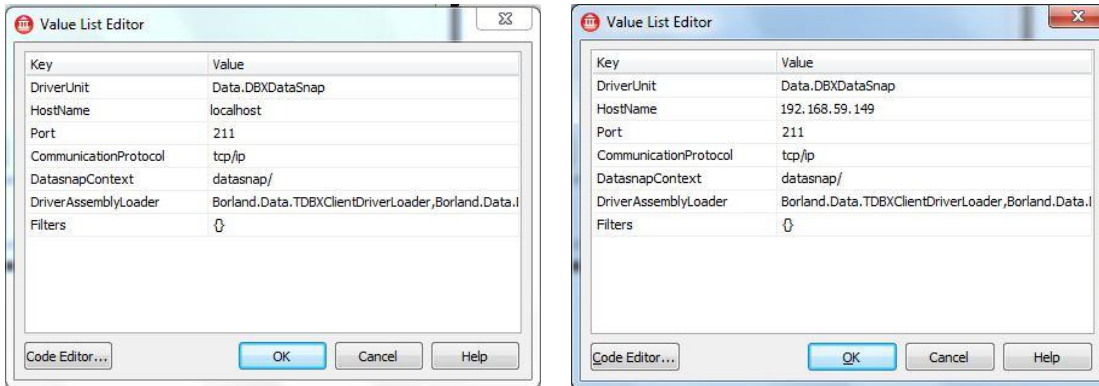 Value List Editor
Key Value
DriverUnit Data.DBXDataSnap
HostName localhost
Port 211
CommunicationProtocol tcp/ip
DatasnapContext datasnap/
DriverAssemblyLoader Borland.Data.TDBXClientDriverLoader,Borland.Data.
Filters {}
Code Editor... OK Cancel Help
Value List Editor
Key Value
DriverUnit Data.DBXDataSnap
HostName 192.168.59.149
Port 211
CommunicationProtocol tcp/ip
DatasnapContext datasnap/
DriverAssemblyLoader Borland.Data.TDBXClientDriverLoader,Borland.Data.
Filters {}
Code Editor... OK Cancel Help